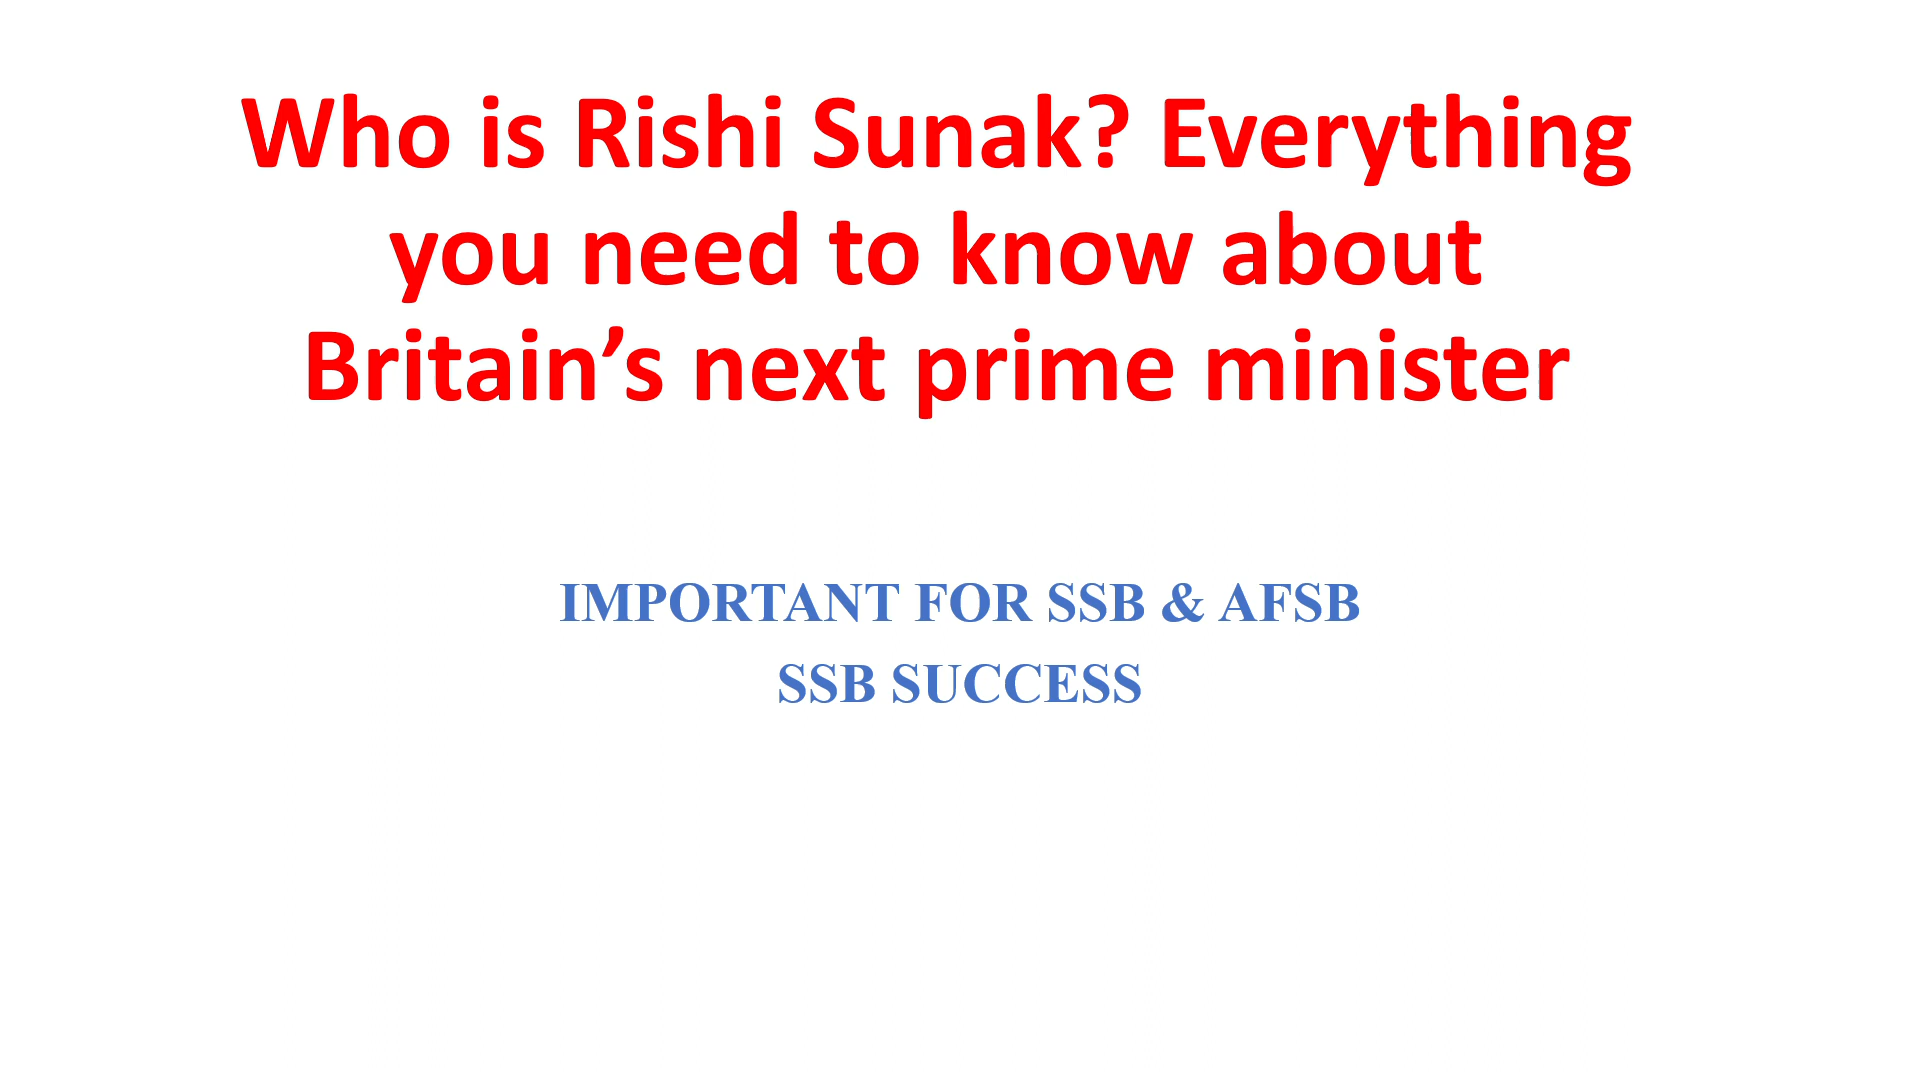 Who is Rishi Sunak? Everything
you need to know about
Britain’s next prime minister
IMPORTANT FOR SSB & AFSB
SSB SUCCESS